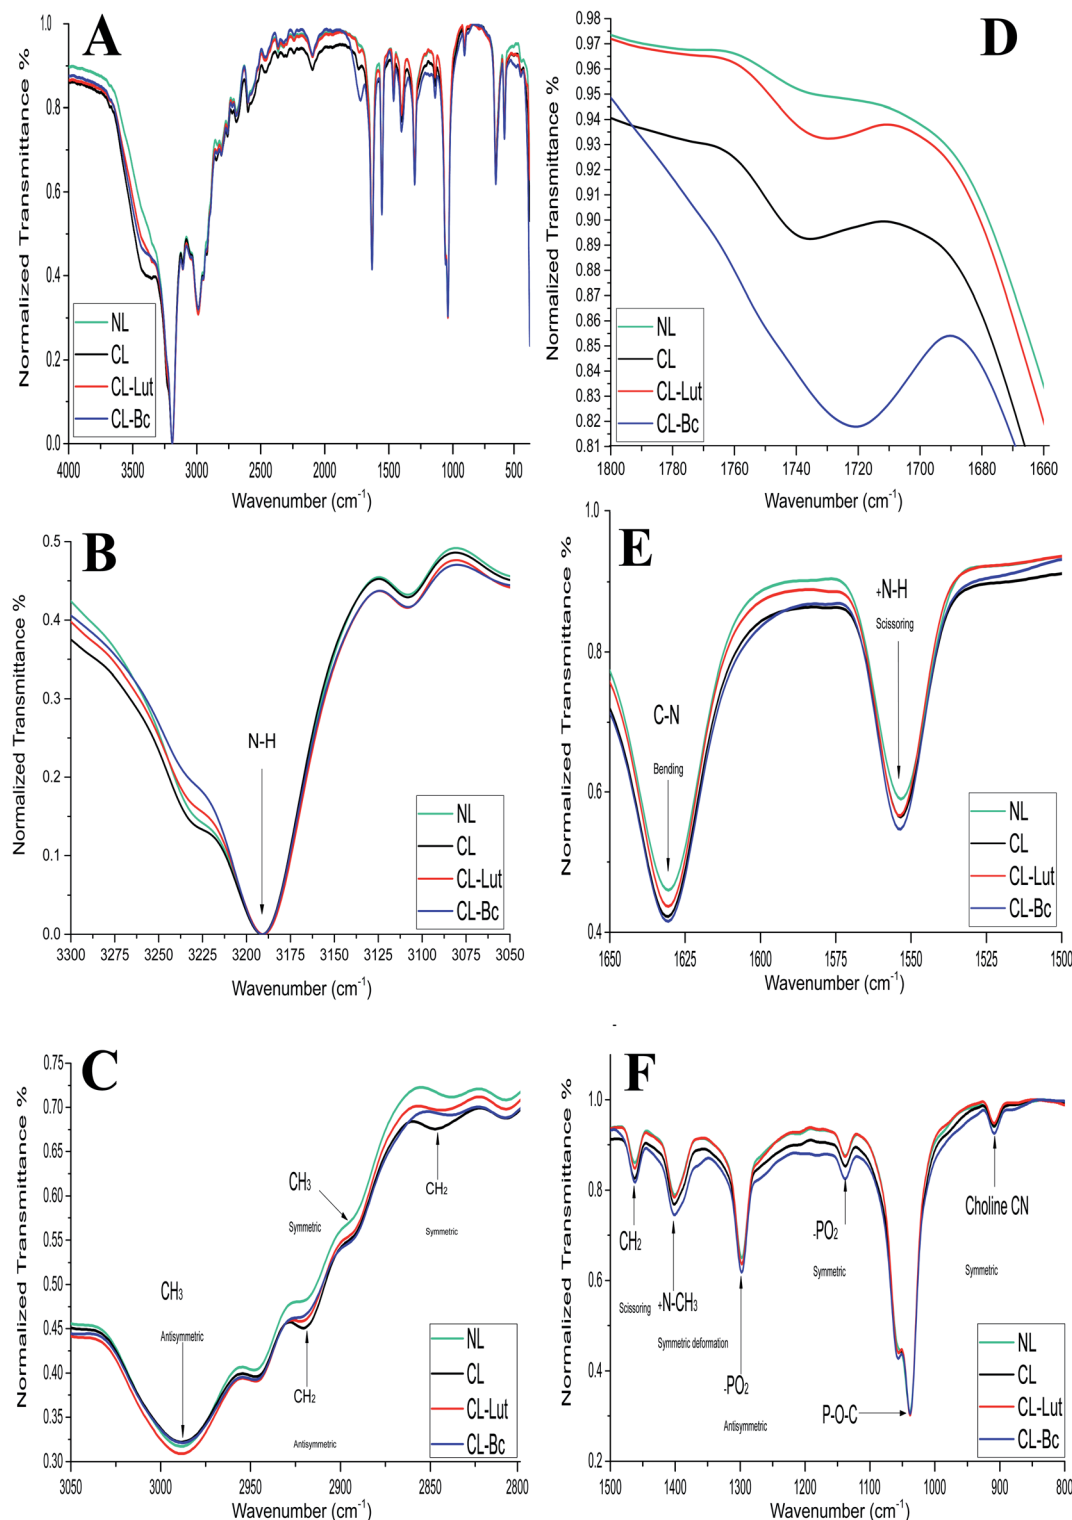 A
Normalized Transmittance %
1.0
0.8
0.6
0.4
0.2
0.0
NL
CL
CL-Lut
CL-Bc
4000 3500 3000 2500 2000 1500 1000 500
Wavenumber (cm-1)
D
Normalized Transmittance %
0.98
0.97
0.96
0.95
0.94
0.93
0.92
0.91
0.90
0.89
0.88
0.87
0.86
0.85
0.84
0.83
0.82
0.81
NL
CL
CL-Lut
CL-Bc
1800 1780 1760 1740 1720 1700 1680 1660
Wavenumber (cm-1)
B
Normalized Transmittance %
0.5
0.4
0.3
0.2
0.1
0.0
N-H
NL
CL
CL-Lut
CL-Bc
3300 3275 3250 3225 3200 3175 3150 3125 3100 3075 3050
Wavenumber (cm-1)
E
Normalized Transmittance %
1.0
0.8
0.6
0.4
+N-H
Scissoring
C-N
Bending
NL
CL
CL-Lut
CL-Bc
1650 1625 1600 1575 1550 1525 1500
Wavenumber (cm-1)
C
Normalized Transmittance %
0.75
0.70
0.65
0.60
0.55
0.50
0.45
0.40
0.35
0.30
CH3
Symmetric
CH2
Symmetric
CH3
Antisymmetric
CH2
Antisymmetric
NL
CL
CL-Lut
CL-Bc
3050 3000 2950 2900 2850 2800
Wavenumber (cm-1)
F
Normalized Transmittance %
1.0
0.8
0.6
0.4
0.2
CH2
Scissoring
+N-CH3
Symmetric deformation
-PO2
Antisymmetric
-PO2
Symmetric
P-O-C
Choline CN
Symmetric
NL
CL
CL-Lut
CL-Bc
1500 1400 1300 1200 1100 1000 900 800
Wavenumber (cm-1)